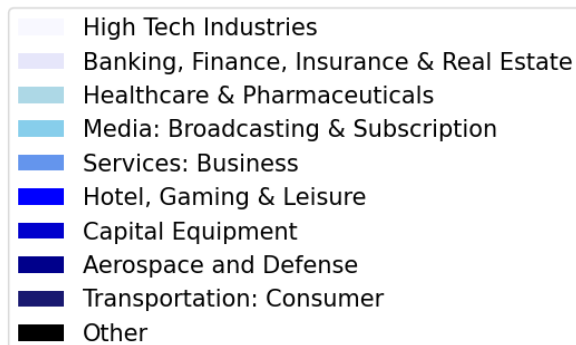 High Tech Industries
Banking, Finance, Insurance & Real Estate
Healthcare & Pharmaceuticals
Media: Broadcasting & Subscription
Services: Business
Hotel, Gaming & Leisure
Capital Equipment
Aerospace and Defense
Transportation: Consumer
Other